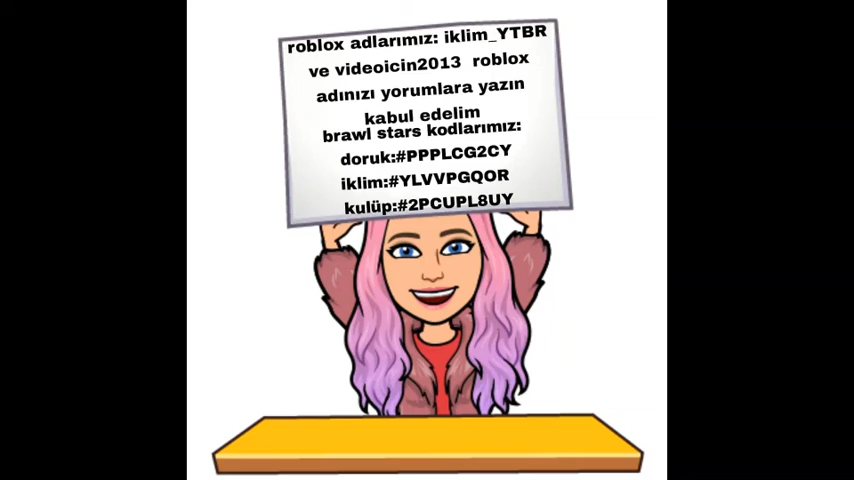 roblox adlarımız: iklim_YTBR
ve videoicin2013 roblox
adınızı yorumlara yazın
kabul edelim
brawl stars kodlarımız:
doruk:#PPPLCG2CY
iklim:#YLVVPGQOR
kulüp:#2PCUPL8UY